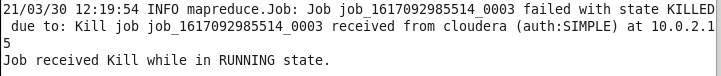 21/03/30 12:19:54 INFO mapreduce.Job: Job job_1617092985514_0003 failed with state KILLED
 due to: Kill job job_1617092985514_0003 received from cloudera (auth:SIMPLE) at 10.0.2.1
5
Job received Kill while in RUNNING state.